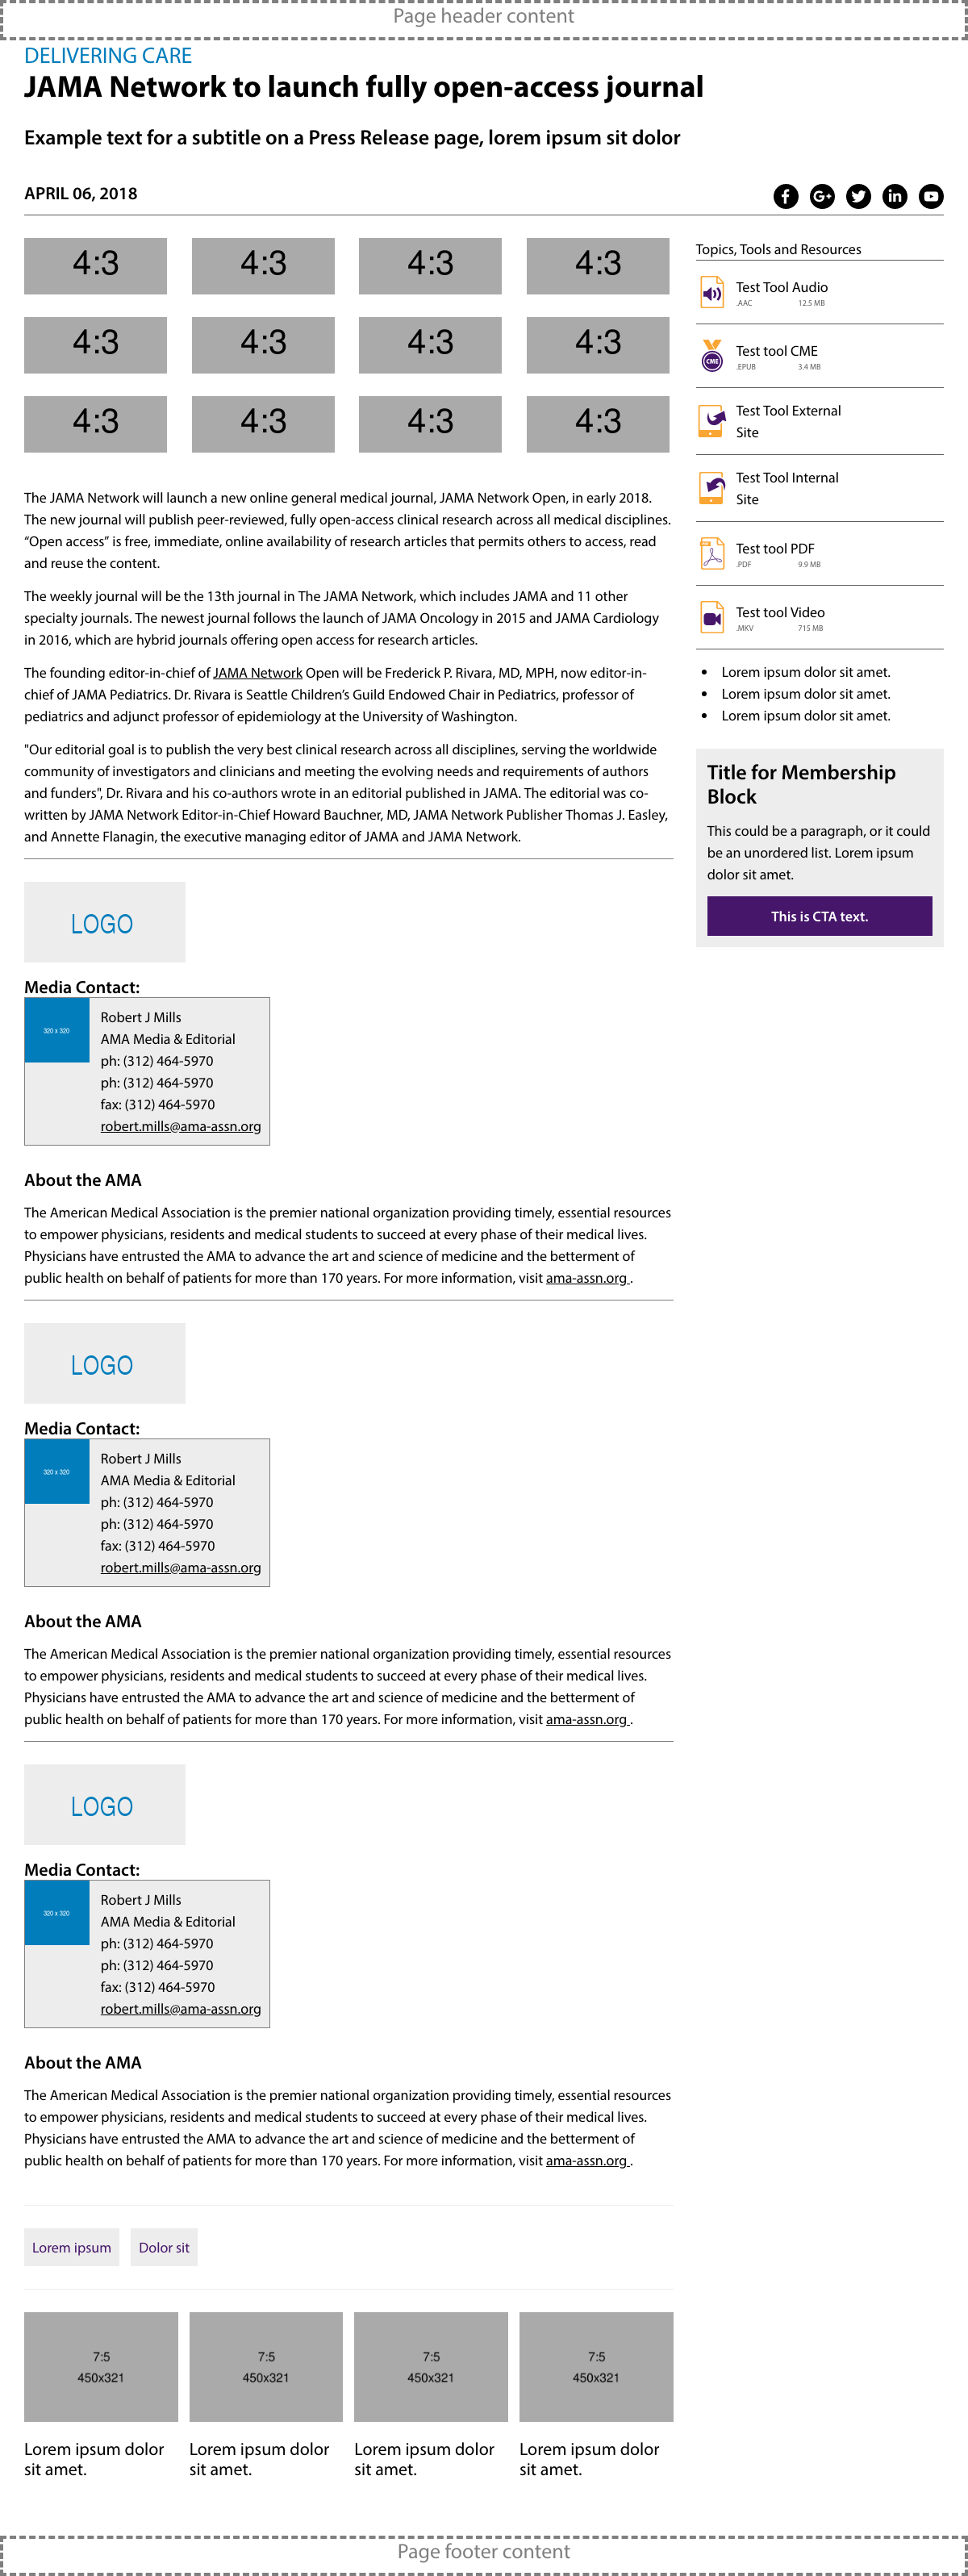 Page header content
DELIVERING CARE
JAMA Network to launch fully open-access journal
Example text for a subtitle on a Press Release page, lorem ipsum sit dolor
APRIL 06, 2018
4:3 4:3 4:3 4:3
4:3 4:3 4:3 4:3
4:3 4:3 4:3 4:3
The JAMA Network will launch a new online general medical journal, JAMA Network Open, in early 2018.
The new journal will publish peer-reviewed, fully open-access clinical research across all medical disciplines.
“Open access” is free, immediate, online availability of research articles that permits others to access, read
and reuse the content.
The weekly journal will be the 13th journal in The JAMA Network, which includes JAMA and 11 other
specialty journals. The newest journal follows the launch of JAMA Oncology in 2015 and JAMA Cardiology
in 2016, which are hybrid journals offering open access for research articles.
The founding editor-in-chief of JAMA Network Open will be Frederick P. Rivara, MD, MPH, now editor-in-
chief of JAMA Pediatrics. Dr. Rivara is Seattle Children’s Guild Endowed Chair in Pediatrics, professor of
pediatrics and adjunct professor of epidemiology at the University of Washington.
"Our editorial goal is to publish the very best clinical research across all disciplines, serving the worldwide
community of investigators and clinicians and meeting the evolving needs and requirements of authors
and funders", Dr. Rivara and his co-authors wrote in an editorial published in JAMA. The editorial was co-
written by JAMA Network Editor-in-Chief Howard Bauchner, MD, JAMA Network Publisher Thomas J. Easley,
and Annette Flanagin, the executive managing editor of JAMA and JAMA Network.
LOGO
Media Contact:
320 x 320
Robert J Mills
AMA Media & Editorial
ph: (312) 464-5970
ph: (312) 464-5970
fax: (312) 464-5970
robert.mills@ama-assn.org
About the AMA
The American Medical Association is the premier national organization providing timely, essential resources
to empower physicians, residents and medical students to succeed at every phase of their medical lives.
Physicians have entrusted the AMA to advance the art and science of medicine and the betterment of
public health on behalf of patients for more than 170 years. For more information, visit ama-assn.org .
LOGO
Media Contact:
320 x 320
Robert J Mills
AMA Media & Editorial
ph: (312) 464-5970
ph: (312) 464-5970
fax: (312) 464-5970
robert.mills@ama-assn.org
About the AMA
The American Medical Association is the premier national organization providing timely, essential resources
to empower physicians, residents and medical students to succeed at every phase of their medical lives.
Physicians have entrusted the AMA to advance the art and science of medicine and the betterment of
public health on behalf of patients for more than 170 years. For more information, visit ama-assn.org .
LOGO
Media Contact:
320 x 320
Robert J Mills
AMA Media & Editorial
ph: (312) 464-5970
ph: (312) 464-5970
fax: (312) 464-5970
robert.mills@ama-assn.org
About the AMA
The American Medical Association is the premier national organization providing timely, essential resources
to empower physicians, residents and medical students to succeed at every phase of their medical lives.
Physicians have entrusted the AMA to advance the art and science of medicine and the betterment of
public health on behalf of patients for more than 170 years. For more information, visit ama-assn.org .
Lorem ipsum Dolor sit
7:5 7:5 7:5 7:5
450x321 450x321 450x321 450x321
Lorem ipsum dolor Lorem ipsum dolor Lorem ipsum dolor Lorem ipsum dolor
sit amet. sit amet. sit amet. sit amet.
Topics, Tools and Resources
Test Tool Audio
.AAC 12.5 MB
CME
Test tool CME
.EPUB 3.4 MB
Test Tool External
Site
Test Tool Internal
Site
Test tool PDF
.PDF 9.9 MB
Test tool Video
.MKV 715 MB
• Lorem ipsum dolor sit amet.
• Lorem ipsum dolor sit amet.
• Lorem ipsum dolor sit amet.
Title for Membership
Block
This could be a paragraph, or it could
be an unordered list. Lorem ipsum
dolor sit amet.
This is CTA text.
Page footer content